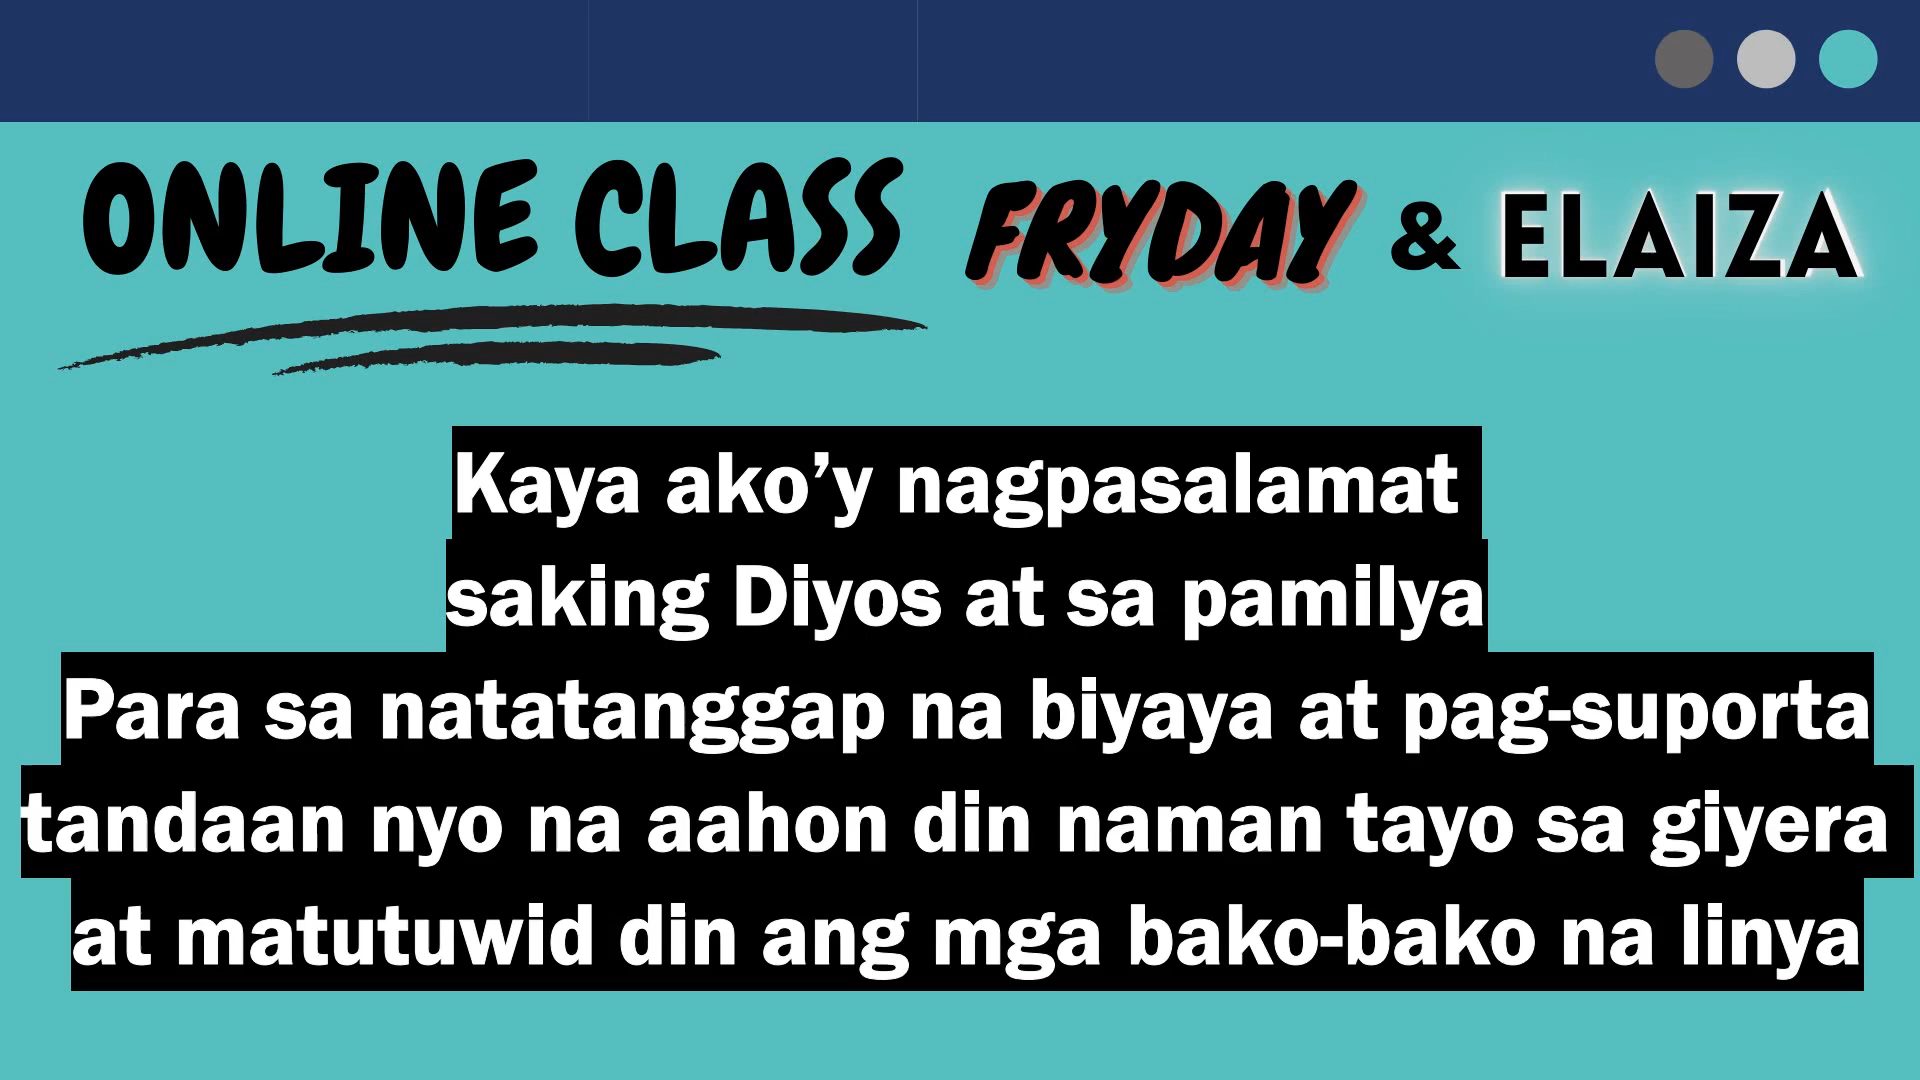 ONLINE CLASS FRYDAY & ELAIZA
Kaya ako’y nagpasalamat
saking Diyos at sa pamilya
Para sa natatanggap na biyaya at pag-suporta
tandaan nyo na aahon din naman tayo sa giyera
at matutuwid din ang mga bako-bako na linya